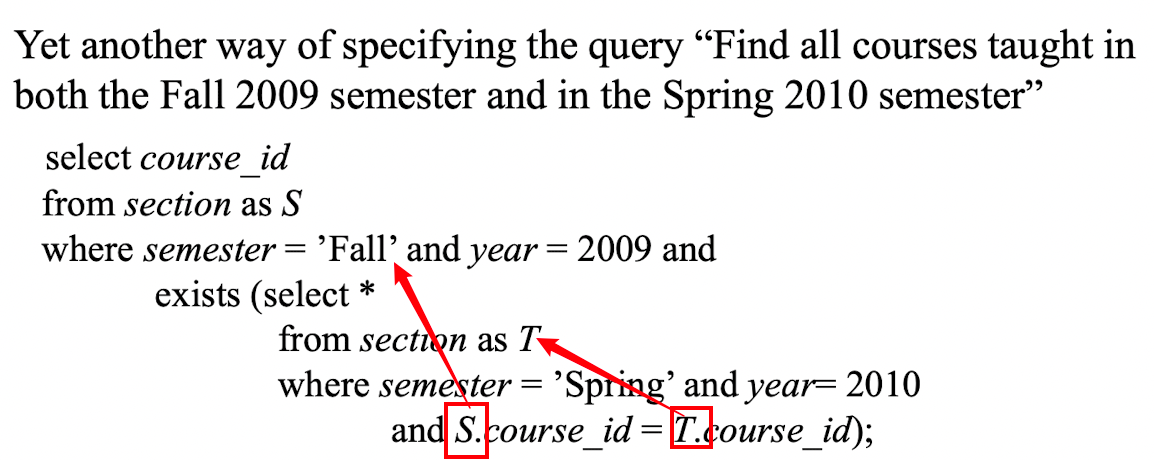 Yet another way of specifying the query “Find all courses taught in
both the Fall 2009 semester and in the Spring 2010 semester”
select course_id
from section as S
where semester = ’Fall’ and year = 2009 and
exists (select *
from section as T
where semester = ’Spring’ and year= 2010
and S.course_id = T.course_id);